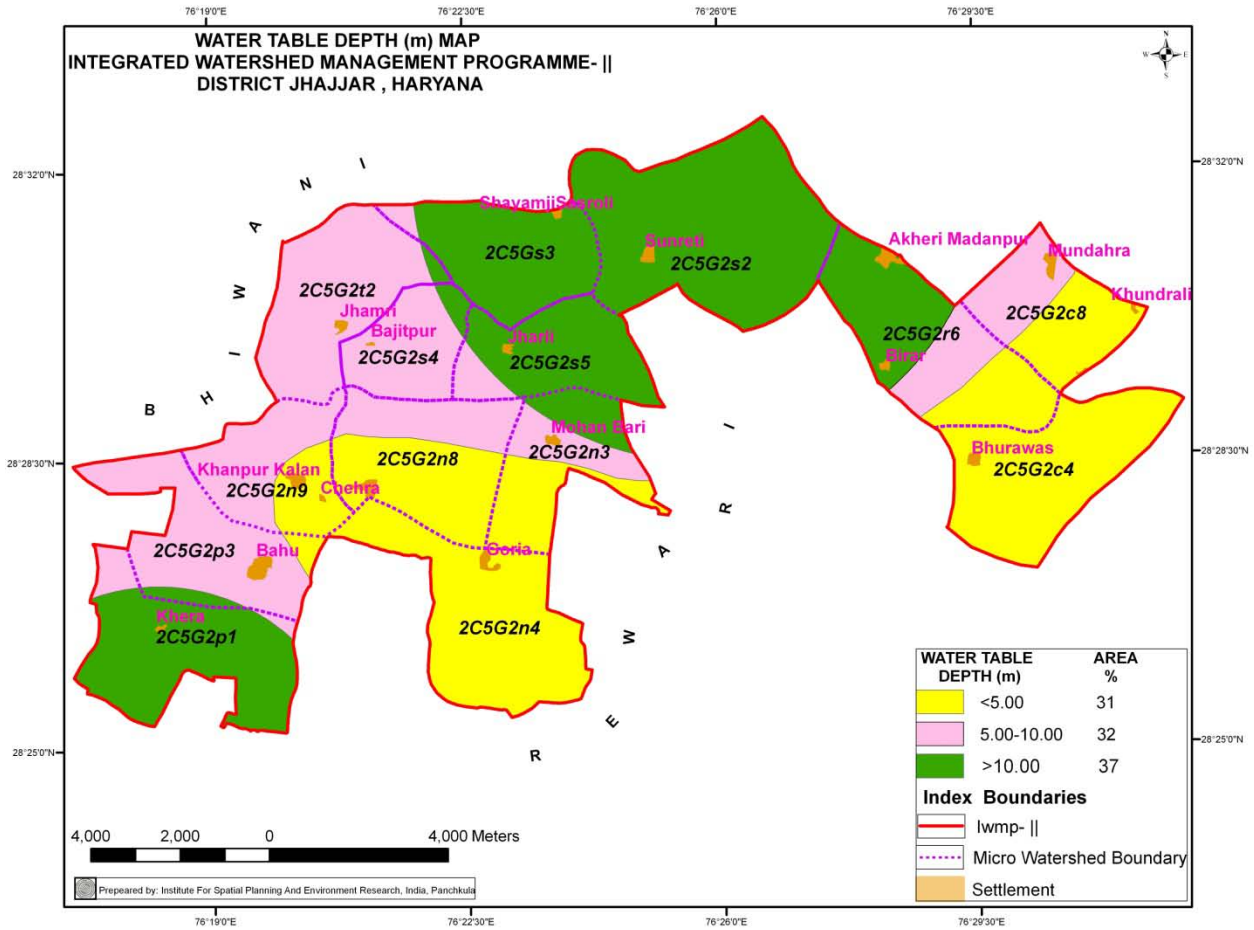 76°19'0"E 76°22'30"E 76°26'0"E 76°29'30"E
WATER TABLE DEPTH (m) MAP
INTEGRATED WATERSHED MANAGEMENT PROGRAMME- ||
DISTRICT JHAJJAR , HARYANA
N
W E
S
28°32'0"N 28°32'0"N
BHIWANI
ShayamjiSasroli
2C5Gs3
Sunreti
2C5G2s2
Akheri Madanpur
Mundahra
2C5G2t2
Jhamri
Bajitpur
2C5G2s4
Jharli
2C5G2s5
2C5G2r6
Birar
2C5G2c8
Khundrali
Mohan Bari
2C5G2n3
28°28'30"N 28°28'30"N
Khanpur Kalan
2C5G2n9
Chehra
2C5G2n8
Bhurawas
2C5G2c4
2C5G2p3
Bahu
Goria
Khera
2C5G2p1
2C5G2n4
REWARI
28°25'0"N 28°25'0"N
WATER TABLE AREA
DEPTH (m) %
<5.00 31
5.00-10.00 32
>10.00 37
Index Boundaries
Iwmp- ||
Micro Watershed Boundary
Settlement
4,000 2,000 0 4,000 Meters
Prepeared by: Institute For Spatial Planning And Environment Research, India, Panchkula
76°19'0"E 76°22'30"E 76°26'0"E 76°29'30"E